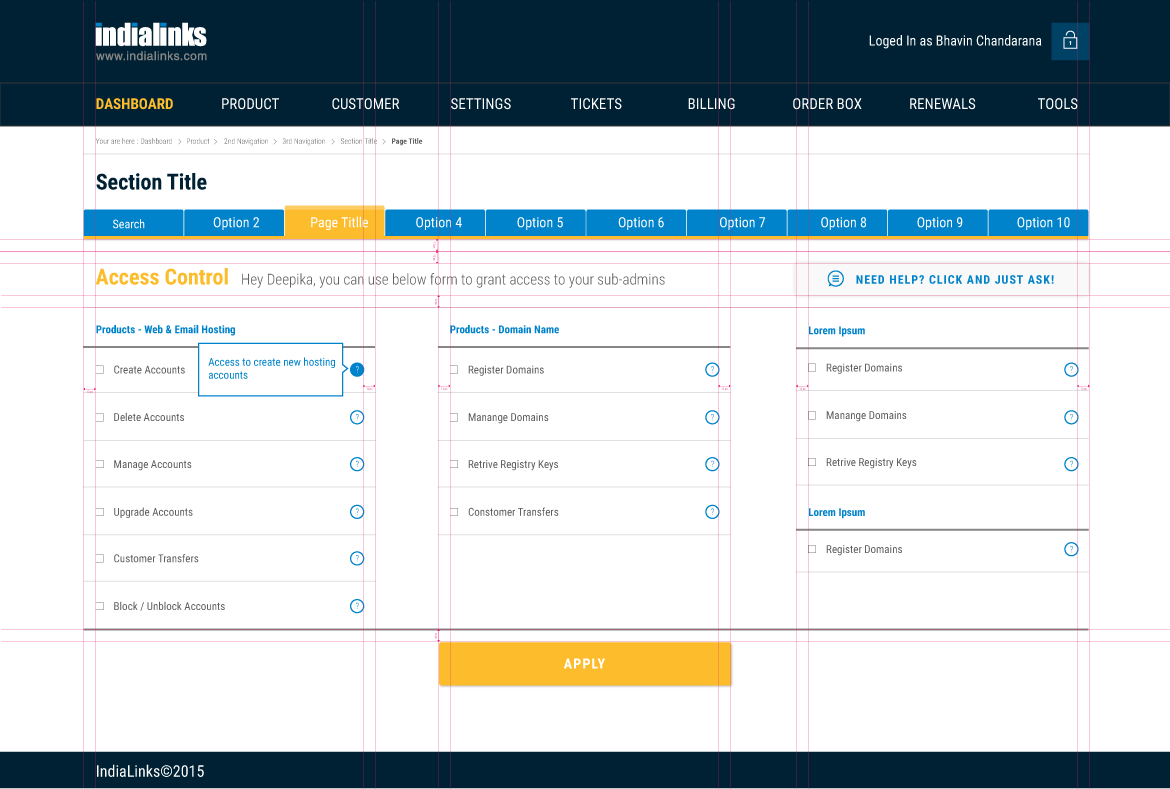 indialinks
www.indialinks.com
Loged In as Bhavin Chandarana
DASHBOARD PRODUCT CUSTOMER SETTINGS TICKETS BILLING ORDER BOX RENEWALS TOOLS
Your are here : Dashboard > Product > 2nd Navigation > 3rd Navigation > Section Title > Page Title
Section Title
Search Option 2 Page Titlle Option 4 Option 5 Option 6 Option 7 Option 8 Option 9 Option 10
Access Control Hey Deepika, you can use below form to grant access to your sub-admins
NEED HELP? CLICK AND JUST ASK!
Products - Web & Email Hosting
Create Accounts
Access to create new hosting
accounts
?
Delete Accounts ?
Manage Accounts ?
Upgrade Accounts ?
Customer Transfers ?
Block / Unblock Accounts ?
Products - Domain Name
Register Domains ?
Manange Domains ?
Retrive Registry Keys ?
Constomer Transfers ?
Lorem Ipsum
Register Domains ?
Manange Domains ?
Retrive Registry Keys ?
Lorem Ipsum
Register Domains ?
APPLY
IndiaLinks©2015